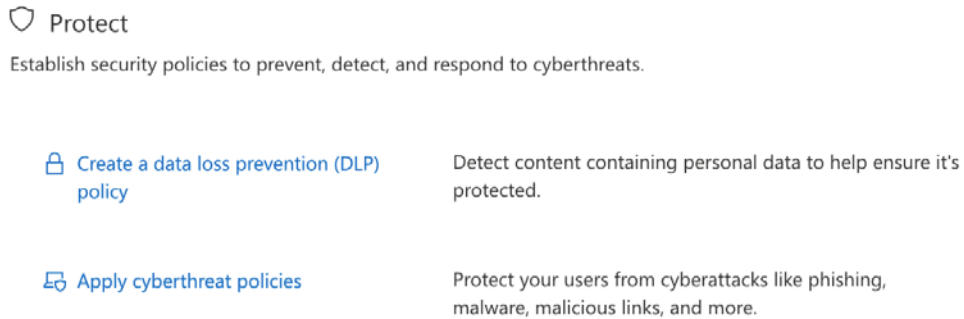 Protect
Establish security policies to prevent, detect, and respond to cyberthreats.
Create a data loss prevention (DLP)
policy
Detect content containing personal data to help ensure it's
protected.
Apply cyberthreat policies
Protect your users from cyberattacks like phishing,
malware, malicious links, and more.